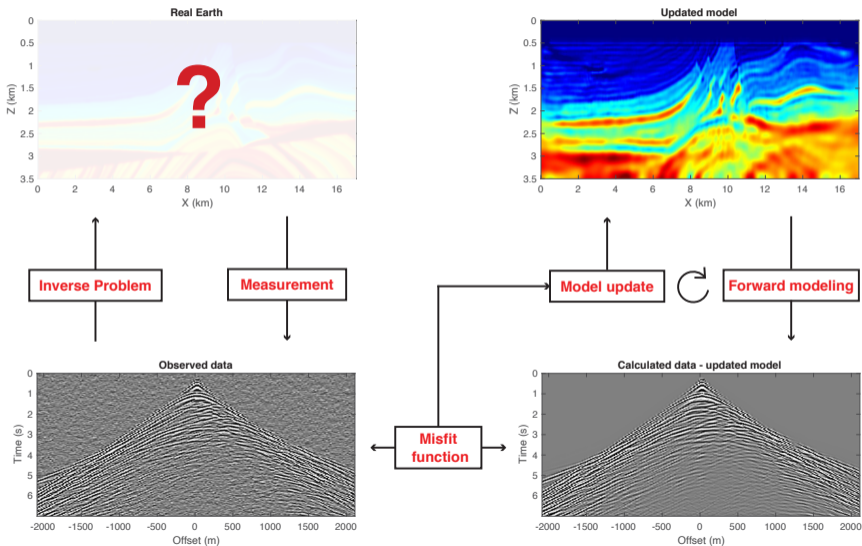 Real Earth
0
0.5
1
1.5
2
2.5
3
3.5
Z (km)
?
0 2 4 6 8 10 12 14 16
X (km)
Updated model
0
0.5
1
1.5
2
2.5
3
3.5
Z (km)
0 2 4 6 8 10 12 14 16
X (km)
Inverse Problem
Measurement
Model update
Forward modeling
Observed data
0
1
2
3
4
5
6
Time (s)
-2000 -1500 -1000 -500 0 500 1000 1500 2000
Offset (m)
Misfit
function
Calculated data - updated model
0
1
2
3
4
5
6
Time (s)
-2000 -1500 -1000 -500 0 500 1000 1500 2000
Offset (m)